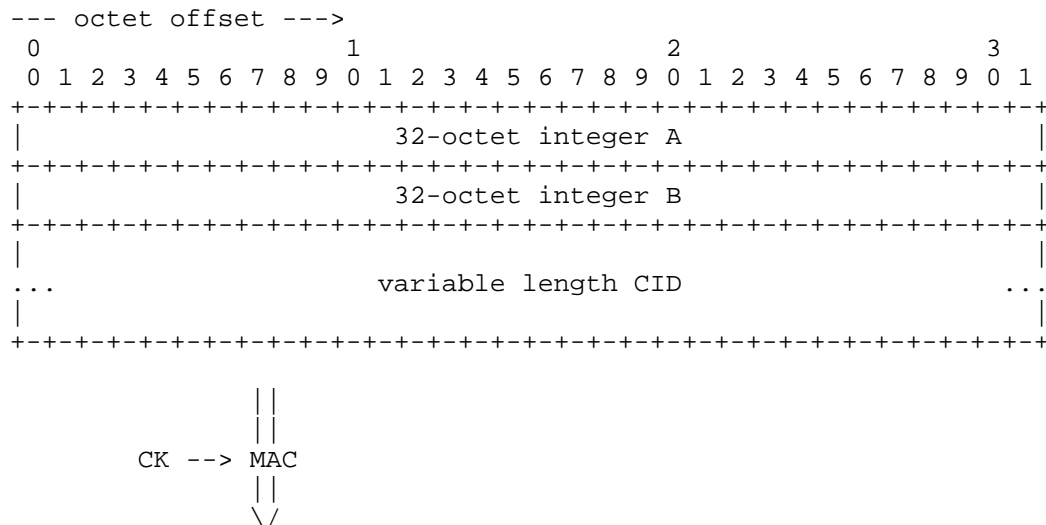 --- octet offset --->
 0                   1                   2                   3
 0 1 2 3 4 5 6 7 8 9 0 1 2 3 4 5 6 7 8 9 0 1 2 3 4 5 6 7 8 9 0 1
+-+-+-+-+-+-+-+-+-+-+-+-+-+-+-+-+-+-+-+-+-+-+-+-+-+-+-+-+-+-+-+-+
|                       32-octet integer A                      |
+-+-+-+-+-+-+-+-+-+-+-+-+-+-+-+-+-+-+-+-+-+-+-+-+-+-+-+-+-+-+-+-+
|                       32-octet integer B                      |
+-+-+-+-+-+-+-+-+-+-+-+-+-+-+-+-+-+-+-+-+-+-+-+-+-+-+-+-+-+-+-+-+
|                                                               |
...                    variable length CID                    ...
|                                                               |
+-+-+-+-+-+-+-+-+-+-+-+-+-+-+-+-+-+-+-+-+-+-+-+-+-+-+-+-+-+-+-+-+
               ||
               ||
        CK --> MAC
               ||
               \/